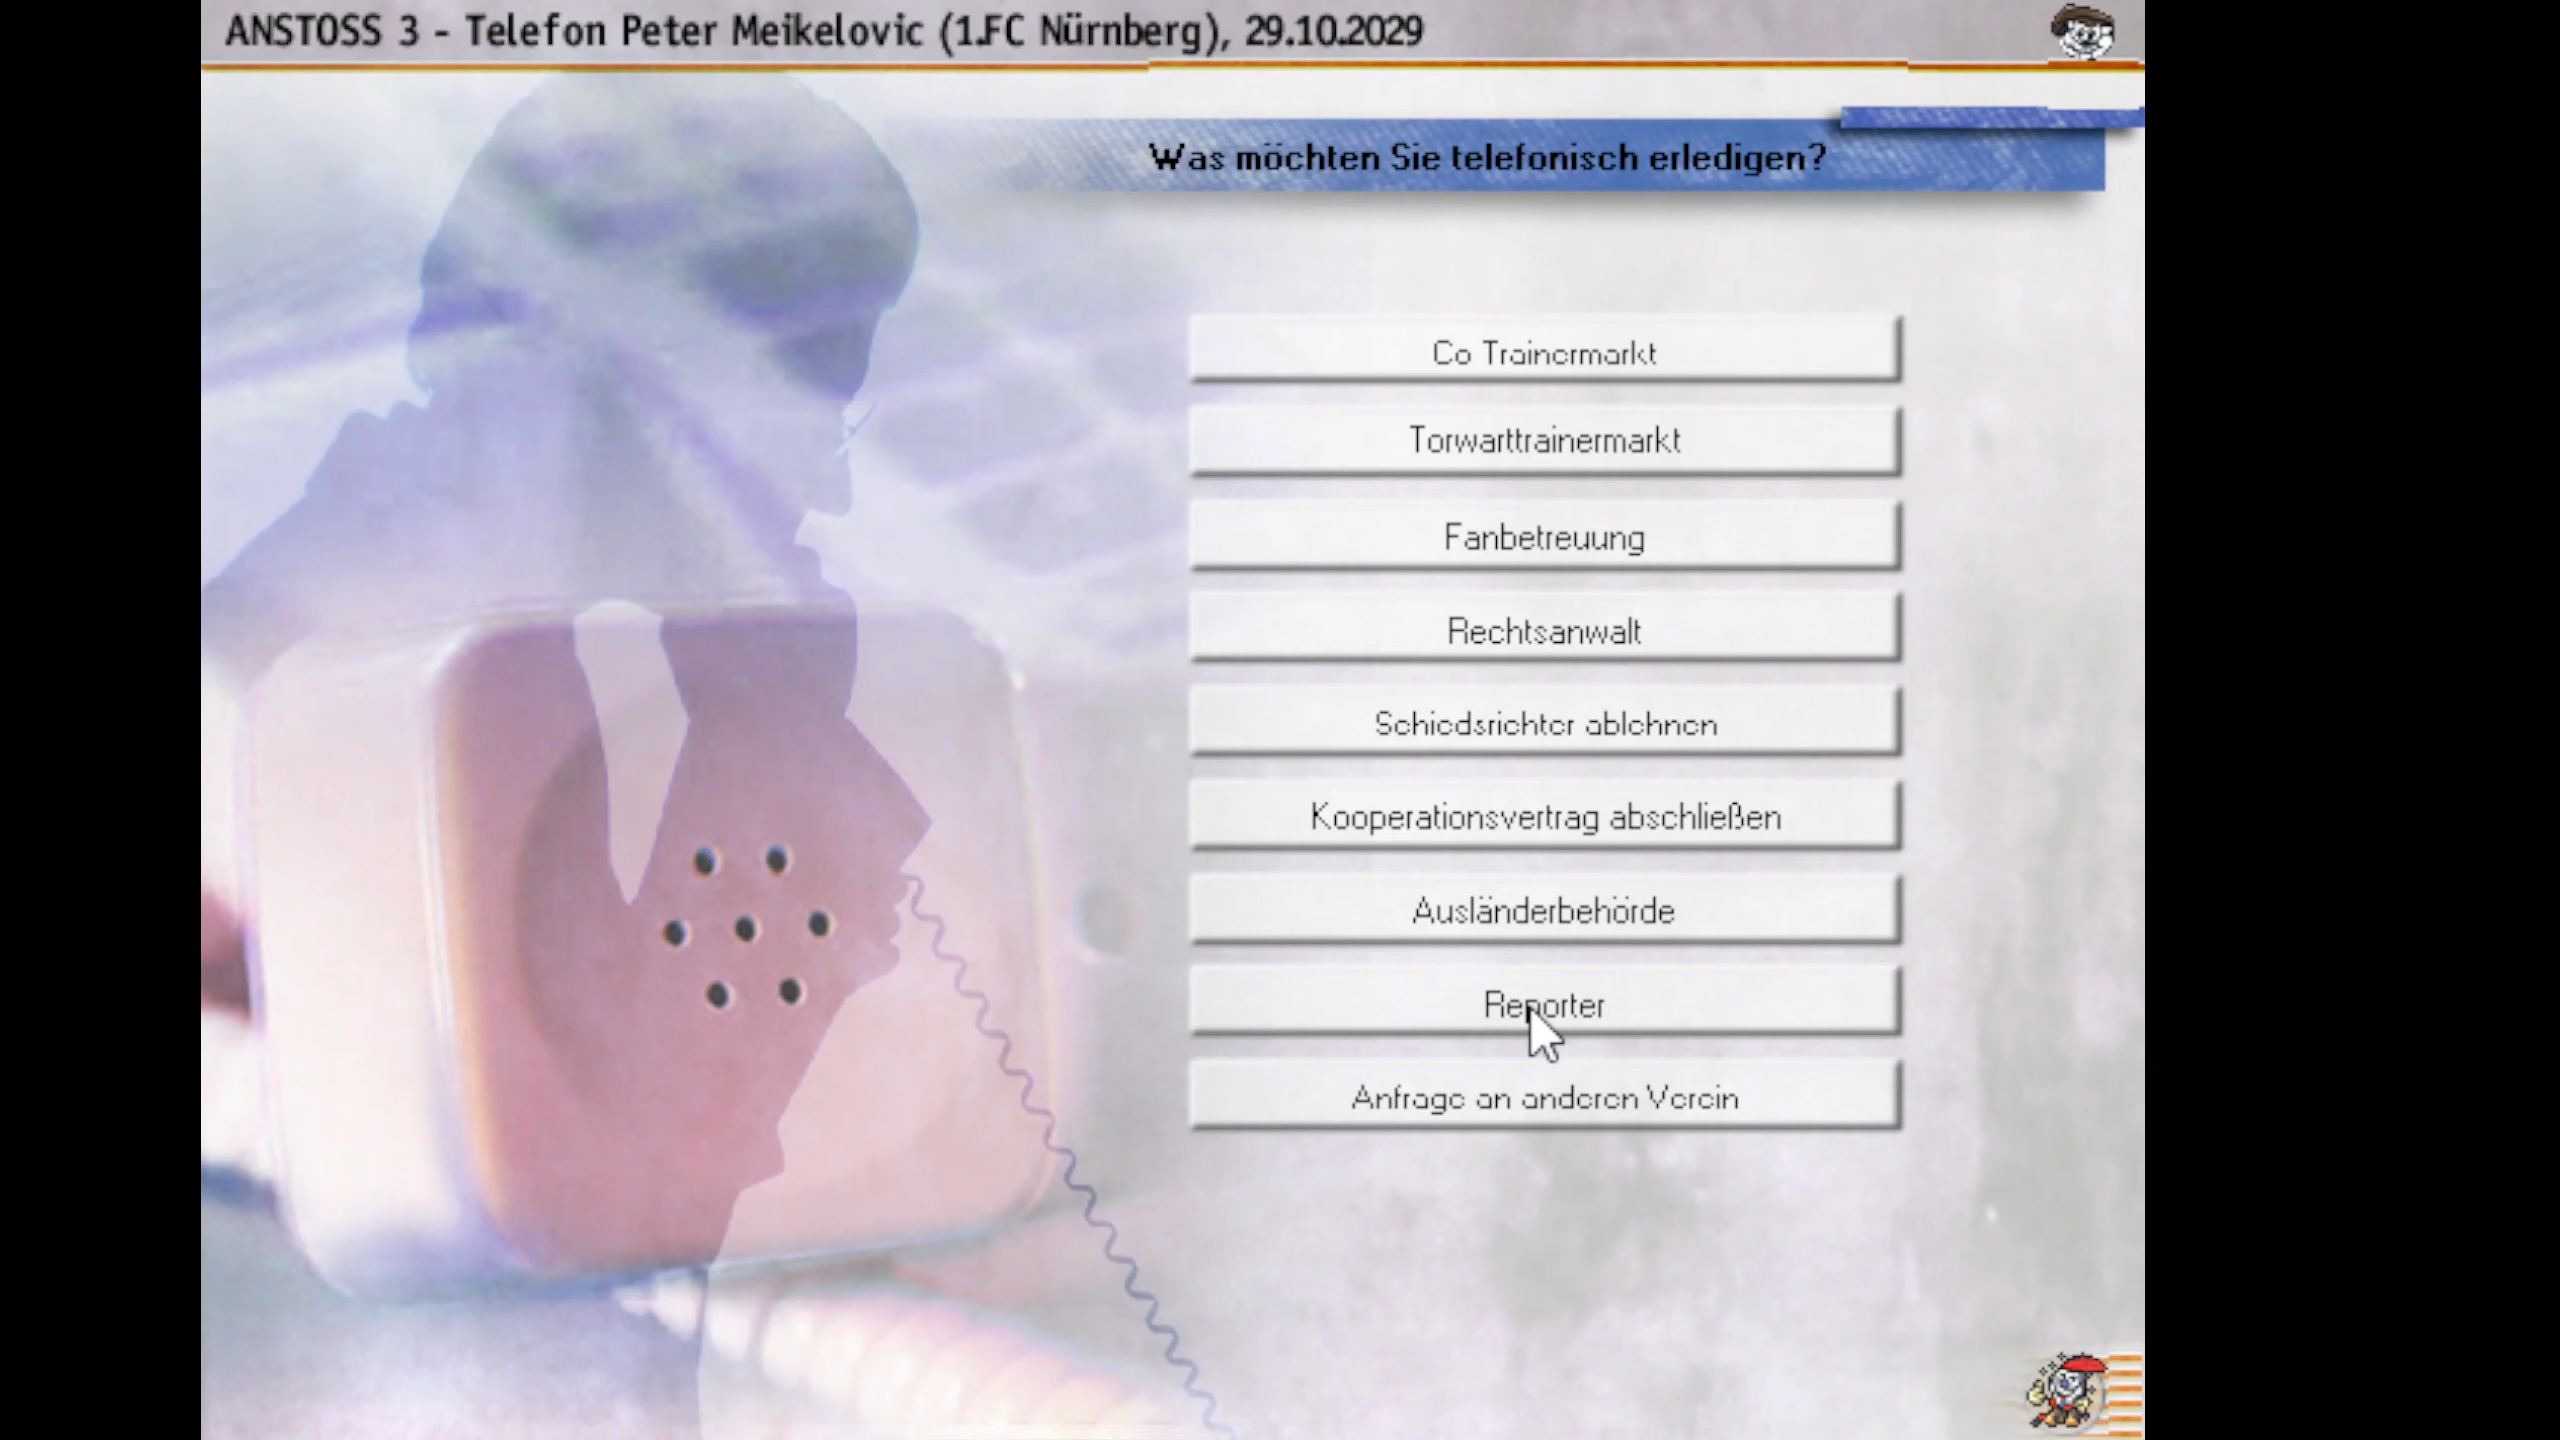 ANSTOSS 3 - Telefon Peter Meikelovic (1.FC Nürnberg), 29.10.2029
Was möchten Sie telefonisch erledigen?
Co Trainermarkt
Torwarttrainermarkt
Fanbetreuung
Rechtsanwalt
Schiedsrichter ablehnen
Kooperationsvertrag abschließen
Ausländerbehörde
Reporter
Anfrage an anderen Verein